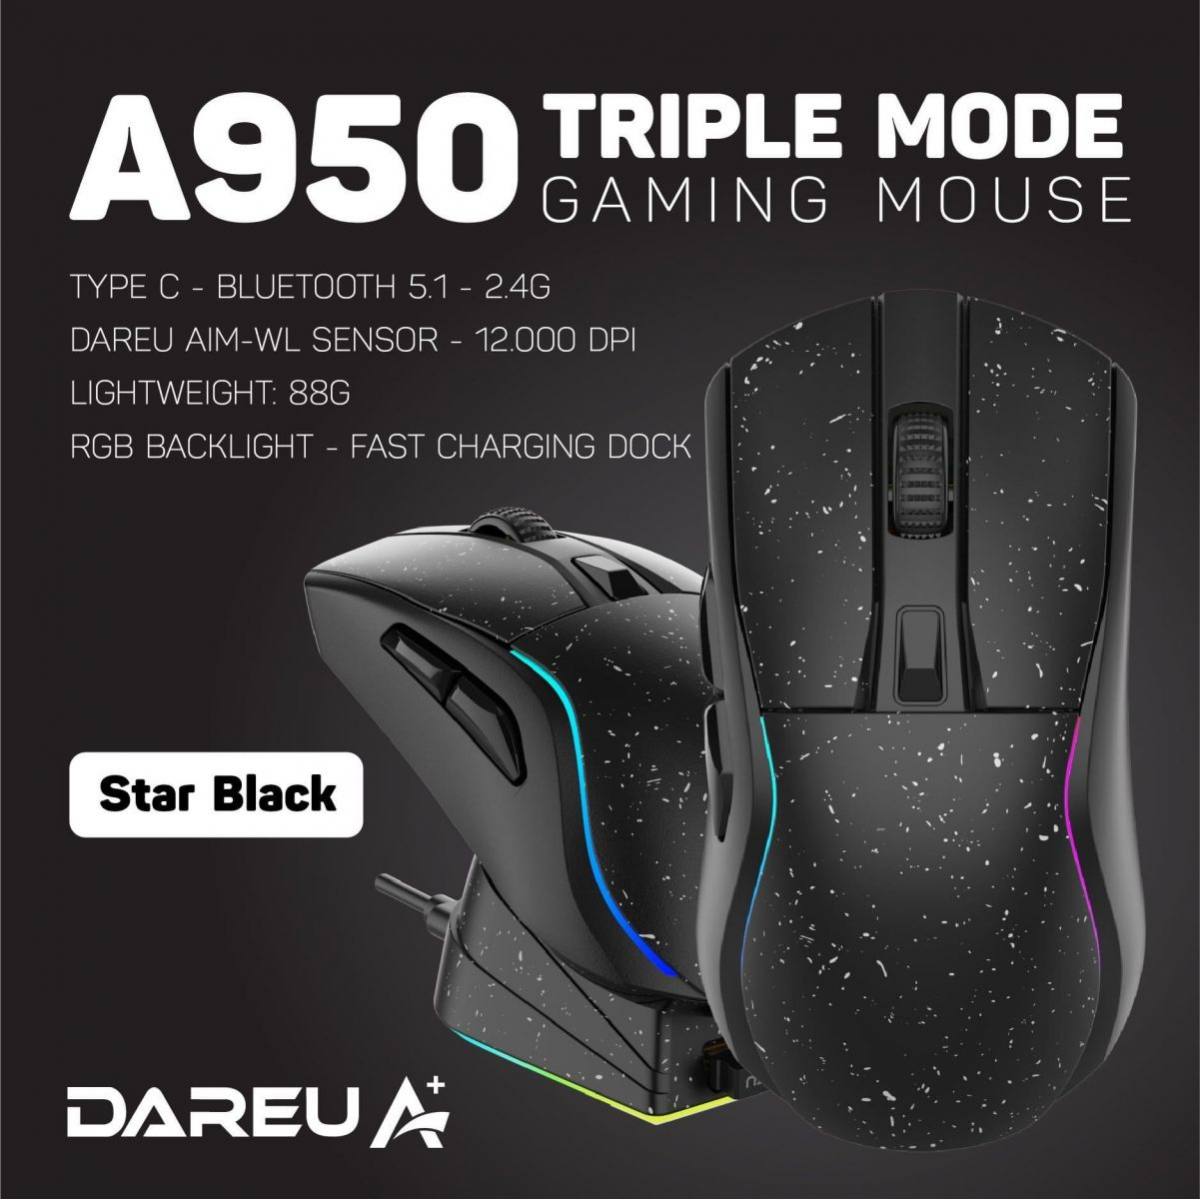 A950 TRIPLE MODE
GAMING MOUSE
TYPE C - BLUETOOTH 5.1 - 2.4G
DAREU AIM-WL SENSOR - 12.000 DPI
LIGHTWEIGHT: 88G
RGB BACKLIGHT - FAST CHARGING DOCK
Star Black
DAREU A+